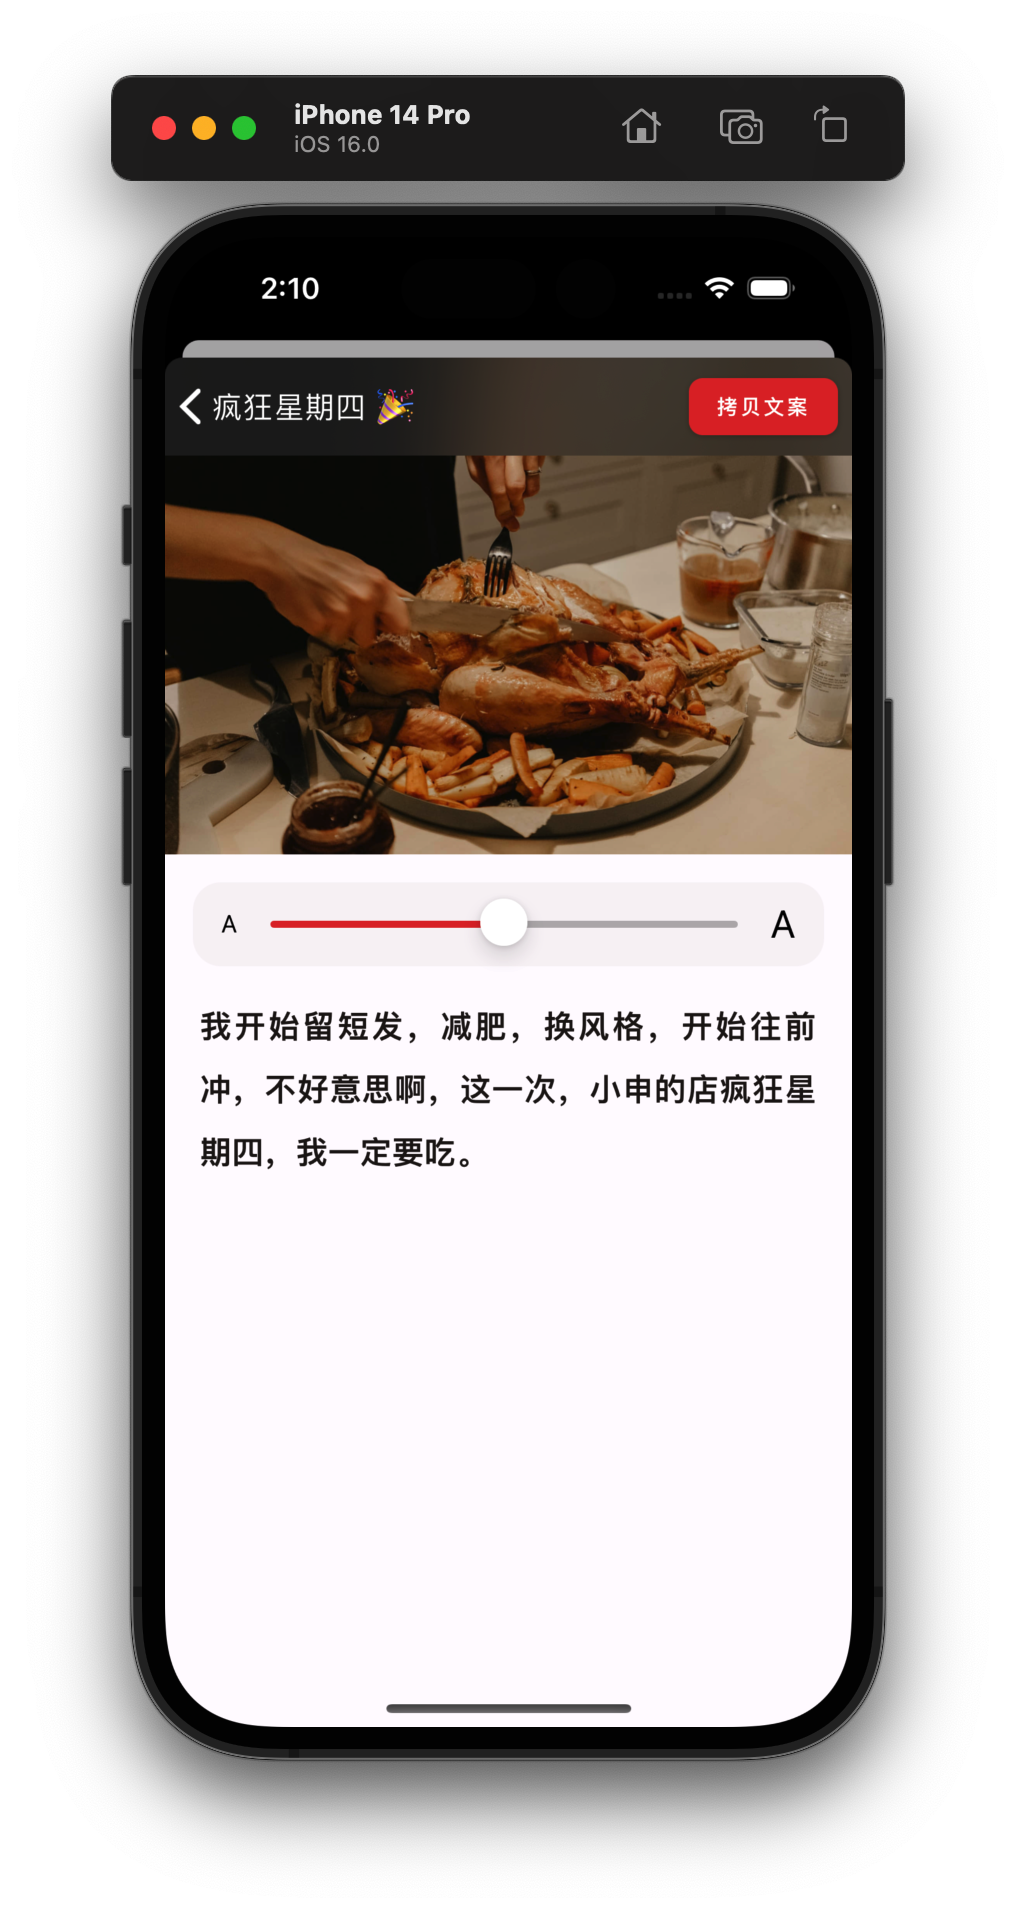 iPhone 14 Pro
iOS 16.0
2:10
疯狂星期四 🎉
拷贝文案
A
A
我开始留短发，减肥，换风格，开始往前
冲，不好意思啊，这一次，小申的店疯狂星
期四，我一定要吃。